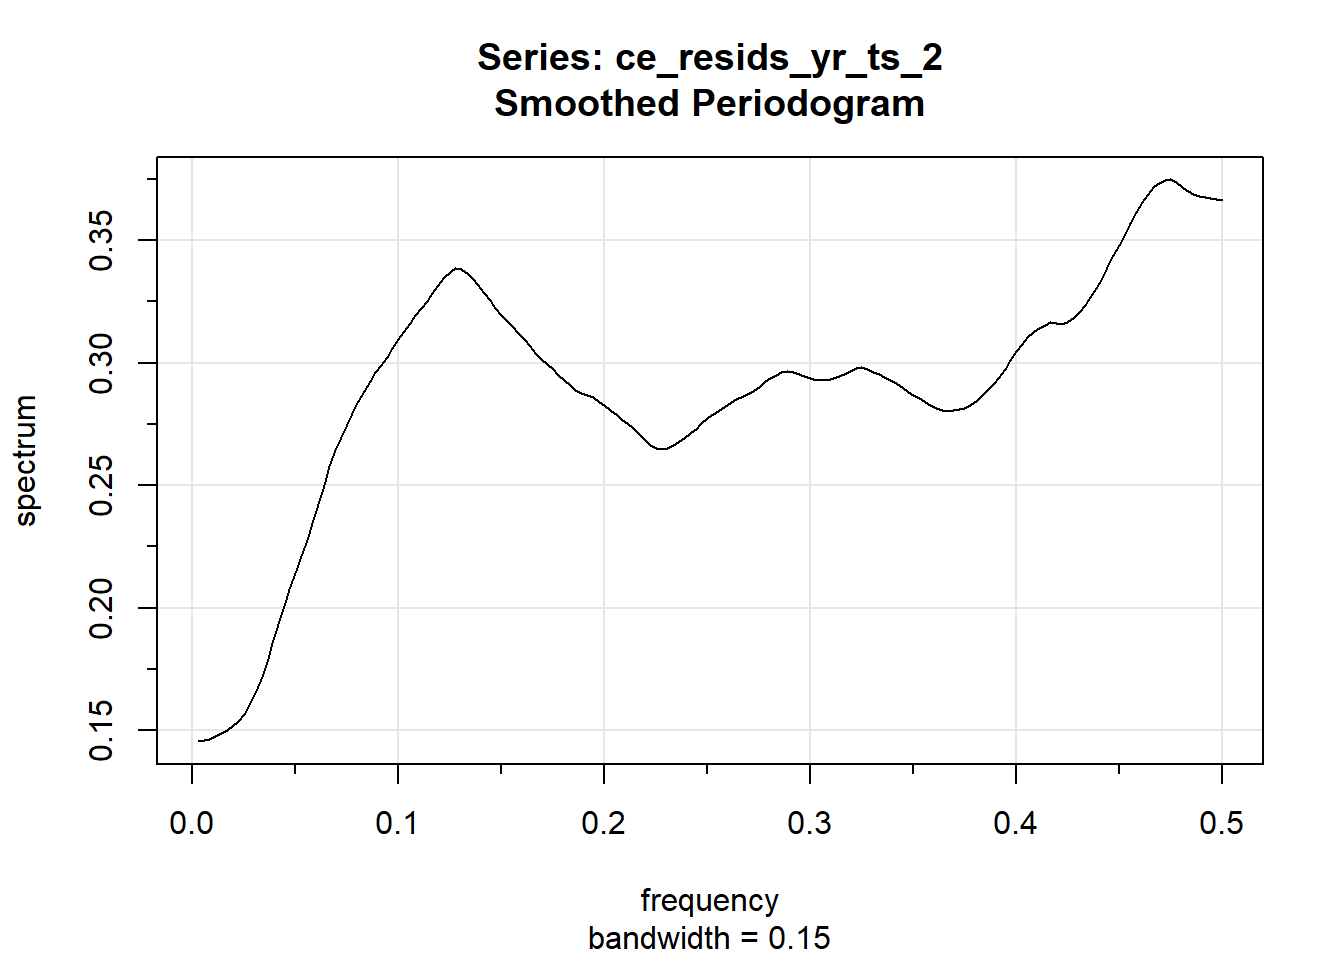 Series: ce_resids_yr_ts_2
Smoothed Periodogram
spectrum
0.35
0.30
0.25
0.20
0.15
0.0 0.1 0.2 0.3 0.4 0.5
frequency
bandwidth = 0.15